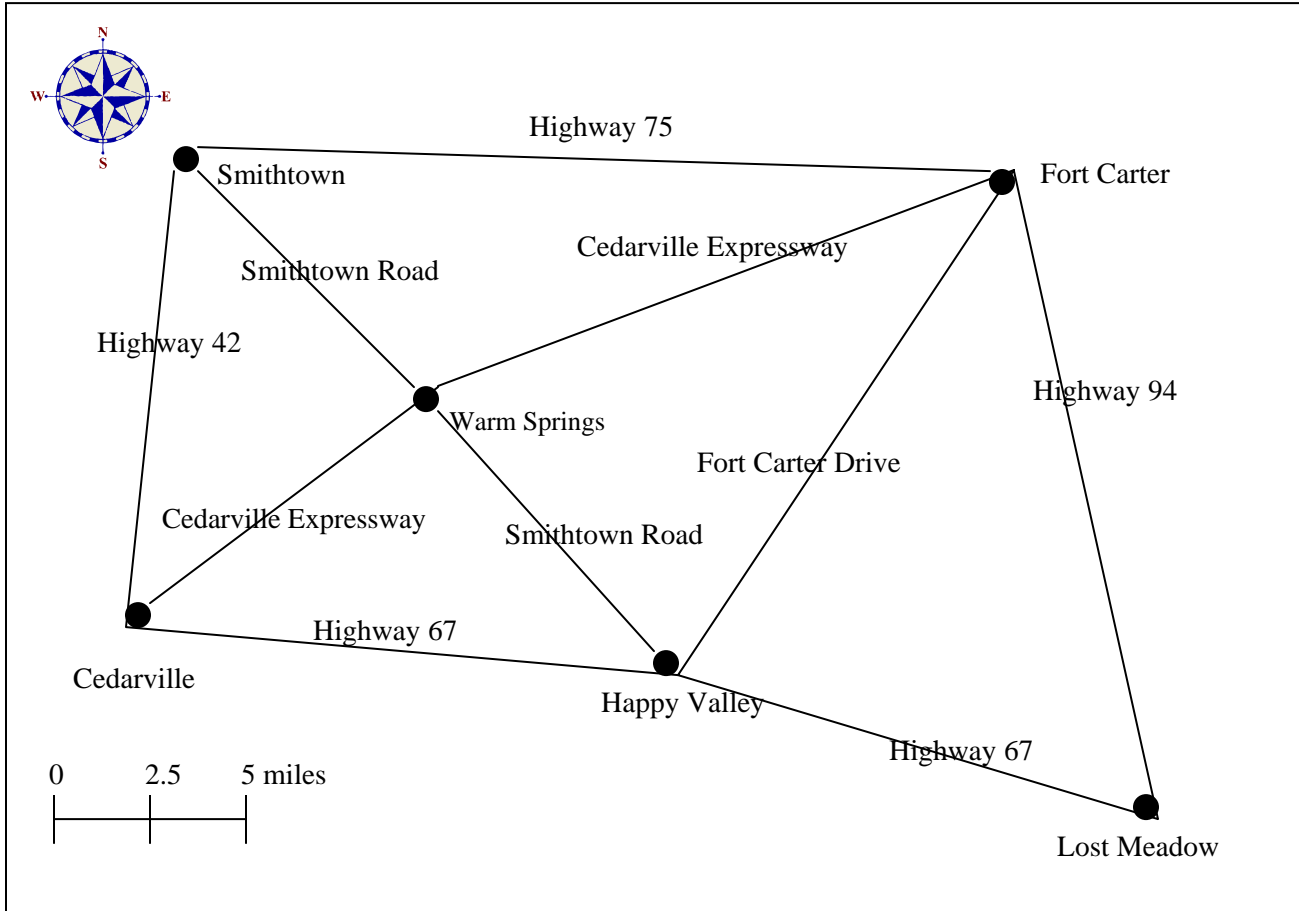 N
W E
S
Highway 75
Smithtown
Fort Carter
Cedarville Expressway
Smithtown Road
Highway 42
Highway 94
Warm Springs
Fort Carter Drive
Cedarville Expressway
Smithtown Road
Highway 67
Cedarville
Happy Valley
Highway 67
0 2.5 5 miles
Lost Meadow